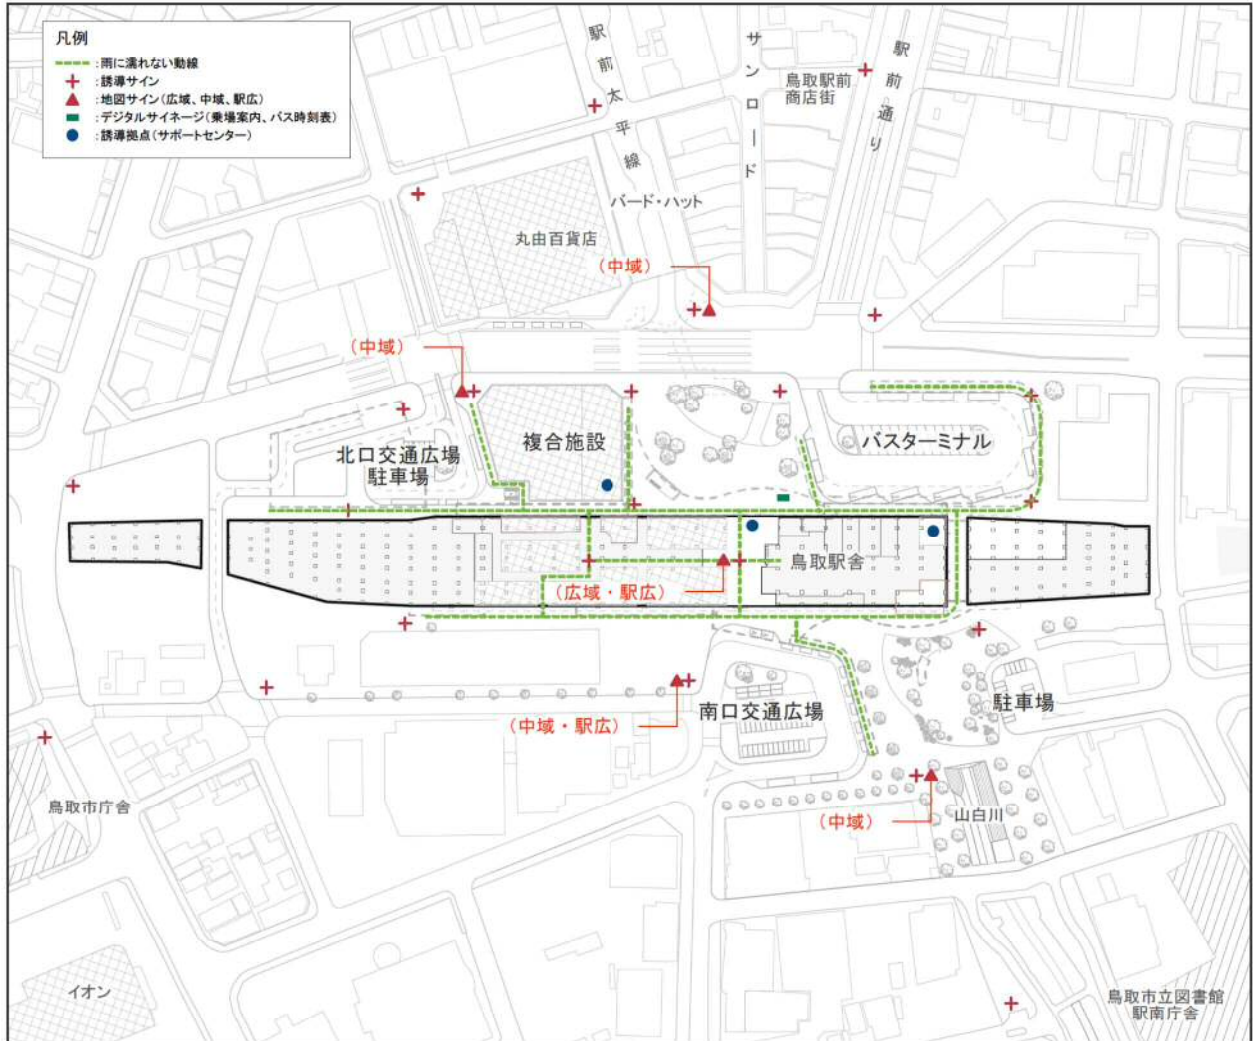 凡例
:雨に濡れない動線
:誘導サイン
:地図サイン(広域、中域、駅広)
:デジタルサイネージ(乗場案内、バス時刻表)
:誘導拠点(サポートセンター)
駅前太平線
サンロード
鳥取駅前
商店街
駅前通り
バード・ハット
丸由百貨店
(中域)
(中域)
北口交通広場
駐車場
複合施設
バスターミナル
鳥取駅舎
(広域・駅広)
(中域・駅広)
南口交通広場
駐車場
鳥取市庁舎
(中域)
山白川
イオン
鳥取市立図書館
駅南庁舎